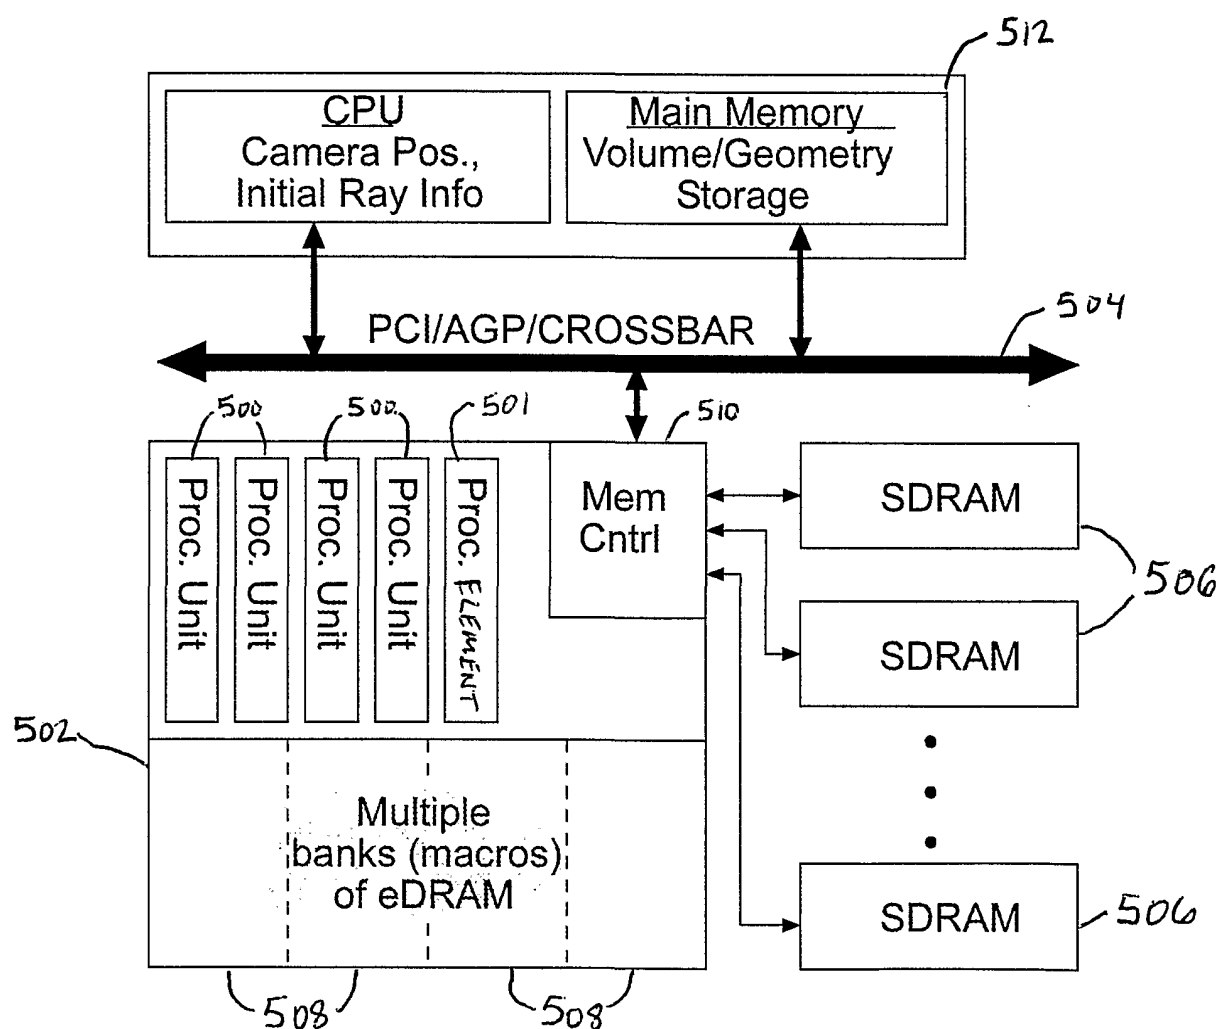 512
CPU
Camera Pos.,
Initial Ray Info
Main Memory
Volume/Geometry
Storage
PCI/AGP/CROSSBAR
504
500
500
501
510
Proc. Unit
Proc. Unit
Proc. Unit
Proc. Unit
Proc. ELEMENT
Mem
Cntrl
SDRAM
506
SDRAM
502
Multiple
banks (macros)
of eDRAM
SDRAM
506
508
508